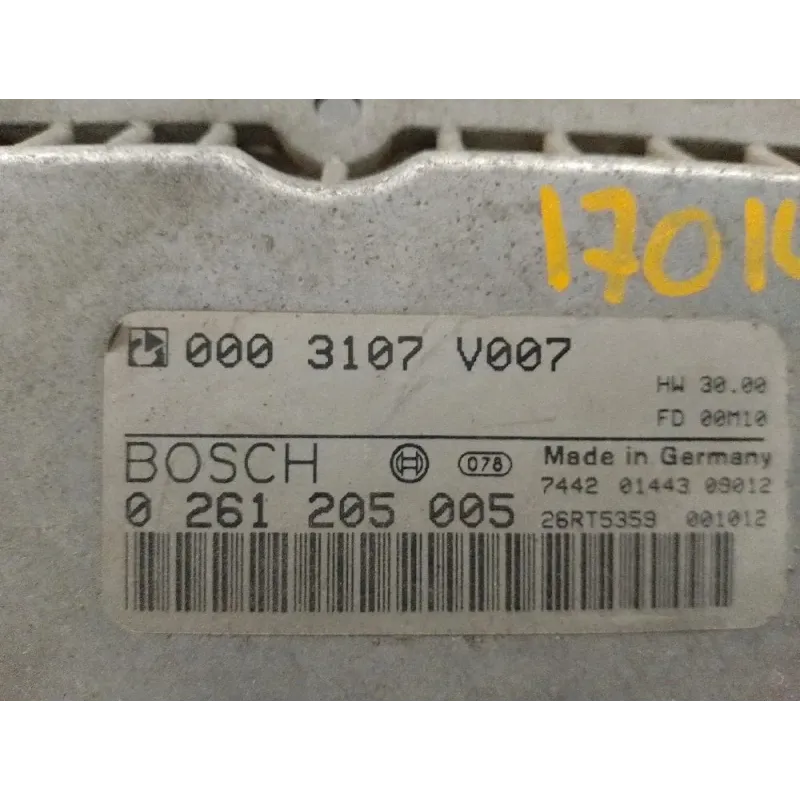 1701
000 3107 V007
HW 30.00
FD 00M10
BOSCH
078
Made in Germany
0 261 205 005
7442 01443 09012
26RT5359 001012